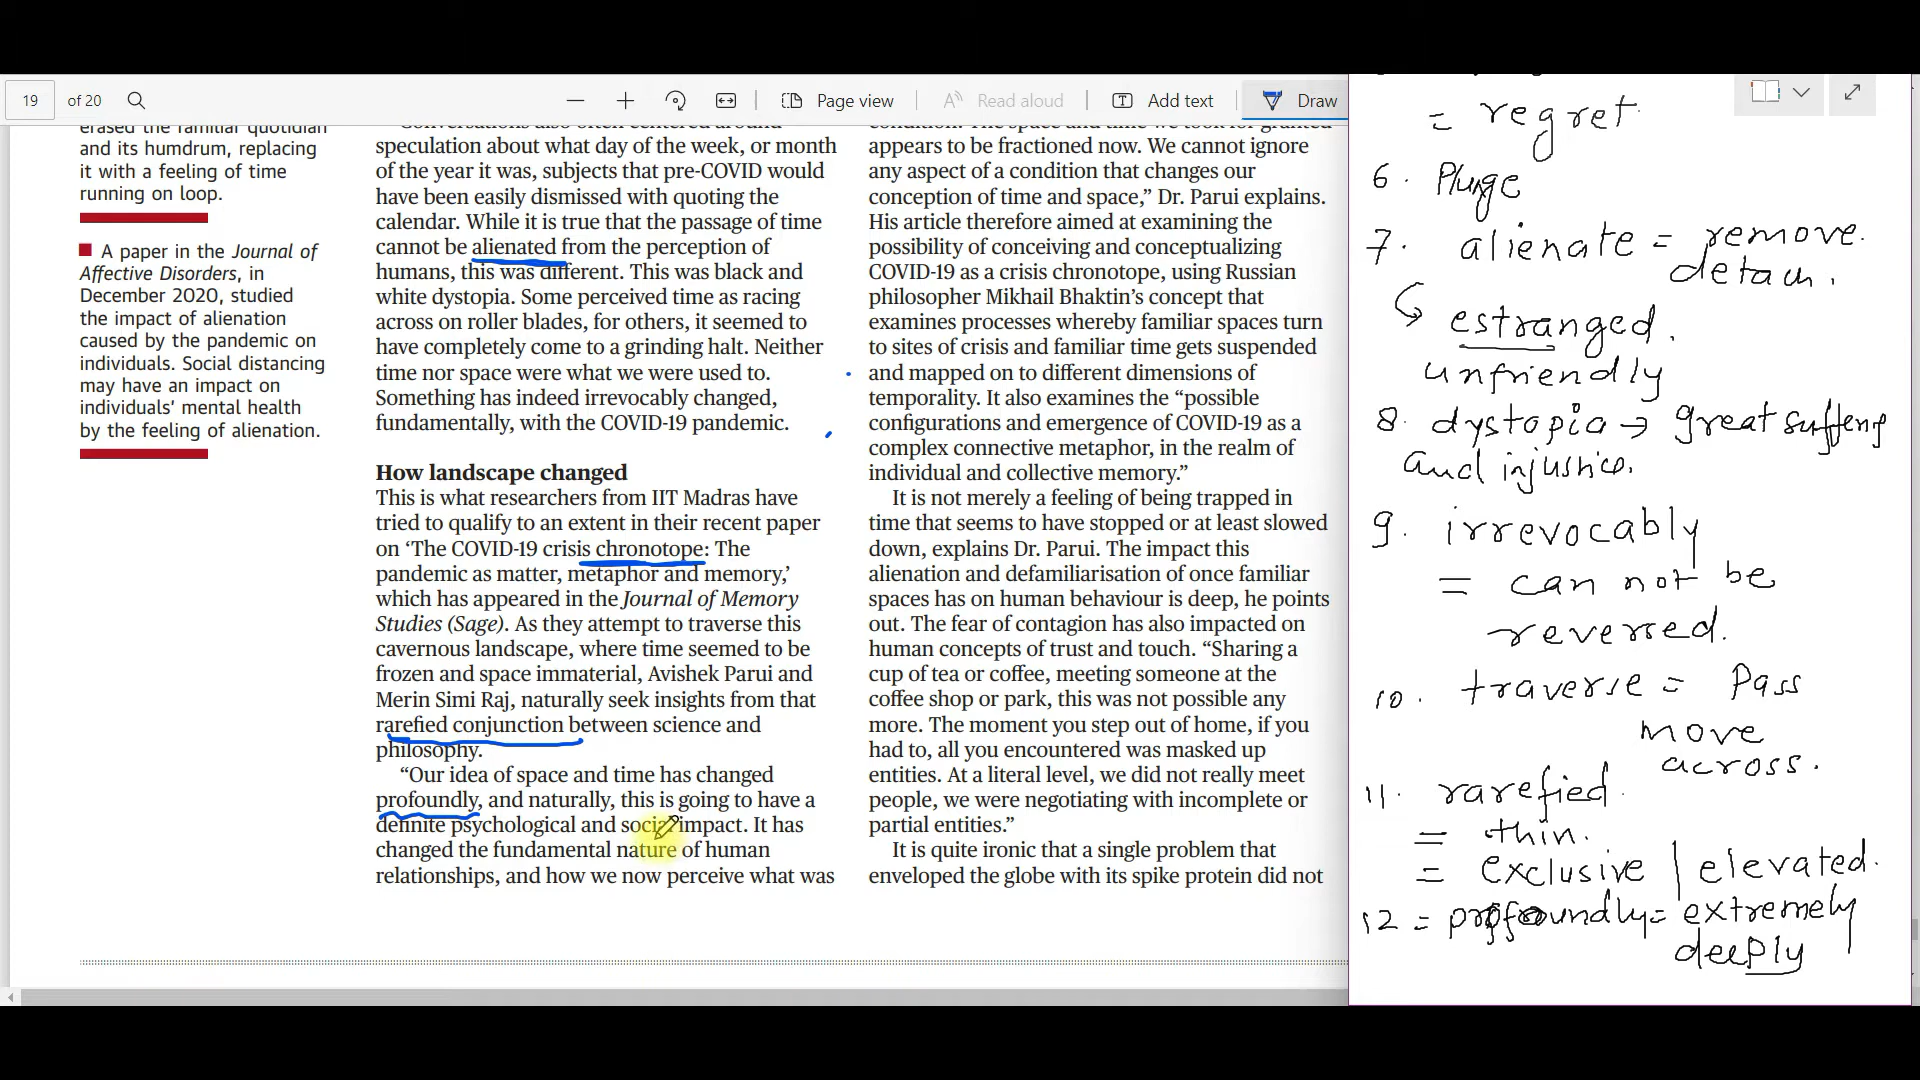 19
of 20
Page view
Read aloud
Add text
Draw
erased the familiar quotidian
and its humdrum, replacing
it with a feeling of time
running on loop.
A paper in the Journal of
Affective Disorders, in
December 2020, studied
the impact of alienation
caused by the pandemic on
individuals. Social distancing
may have an impact on
individuals’ mental health
by the feeling of alienation.
Conversations also often centered around
speculation about what day of the week, or month
of the year it was, subjects that pre-COVID would
have been easily dismissed with quoting the
calendar. While it is true that the passage of time
cannot be alienated from the perception of
humans, this was different. This was black and
white dystopia. Some perceived time as racing
across on roller blades, for others, it seemed to
have completely come to a grinding halt. Neither
time nor space were what we were used to.
Something has indeed irrevocably changed,
fundamentally, with the COVID-19 pandemic.
How landscape changed
This is what researchers from IIT Madras have
tried to qualify to an extent in their recent paper
on ‘The COVID-19 crisis chronotope: The
pandemic as matter, metaphor and memory,’
which has appeared in the Journal of Memory
Studies (Sage). As they attempt to traverse this
cavernous landscape, where time seemed to be
frozen and space immaterial, Avishek Parui and
Merin Simi Raj, naturally seek insights from that
rarefied conjunction between science and
philosophy.
“Our idea of space and time has changed
profoundly, and naturally, this is going to have a
definite psychological and social impact. It has
changed the fundamental nature of human
relationships, and how we now perceive what was
condition. The space and time we took for granted
appears to be fractioned now. We cannot ignore
any aspect of a condition that changes our
conception of time and space,” Dr. Parui explains.
His article therefore aimed at examining the
possibility of conceiving and conceptualizing
COVID-19 as a crisis chronotope, using Russian
philosopher Mikhail Bhaktin’s concept that
examines processes whereby familiar spaces turn
to sites of crisis and familiar time gets suspended
and mapped on to different dimensions of
temporality. It also examines the “possible
configurations and emergence of COVID-19 as a
complex connective metaphor, in the realm of
individual and collective memory.”
It is not merely a feeling of being trapped in
time that seems to have stopped or at least slowed
down, explains Dr. Parui. The impact this
alienation and defamiliarisation of once familiar
spaces has on human behaviour is deep, he points
out. The fear of contagion has also impacted on
human concepts of trust and touch. “Sharing a
cup of tea or coffee, meeting someone at the
coffee shop or park, this was not possible any
more. The moment you step out of home, if you
had to, all you encountered was masked up
entities. At a literal level, we did not really meet
people, we were negotiating with incomplete or
partial entities.”
It is quite ironic that a single problem that
enveloped the globe with its spike protein did not
= regret
6.
7. alienate = remove.
detach.
estranged.
unfriendly
8. dystopia → great
and injustice.
9. irrevocably
= can not be
reversed.
10. traverse = Pass
move
across.
11. rarefied
= thin.
= exclusive | elevated.
12 = profoundly = extremely
deeply